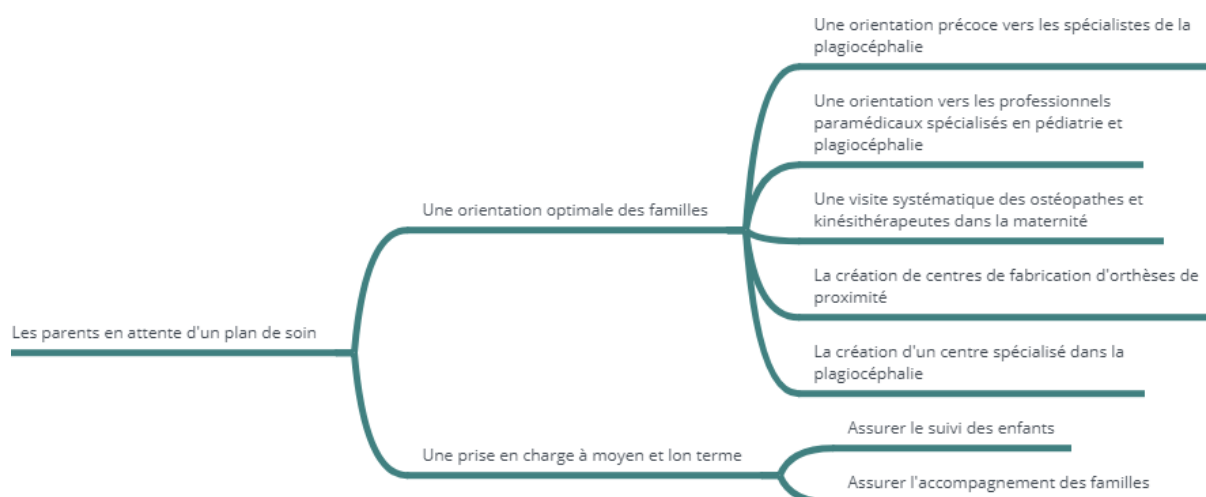 Les parents en attente d'un plan de soin
Une orientation optimale des familles
Une orientation précoce vers les spécialistes de la
plagiocéphalie
Une orientation vers les professionnels
paramédicaux spécialisés en pédiatrie et
plagiocéphalie
Une visite systématique des ostéopathes et
kinésithérapeutes dans la maternité
La création de centres de fabrication d'orthèses de
proximité
La création d'un centre spécialisé dans la
plagiocéphalie
Une prise en charge à moyen et lon terme
Assurer le suivi des enfants
Assurer l'accompagnement des familles